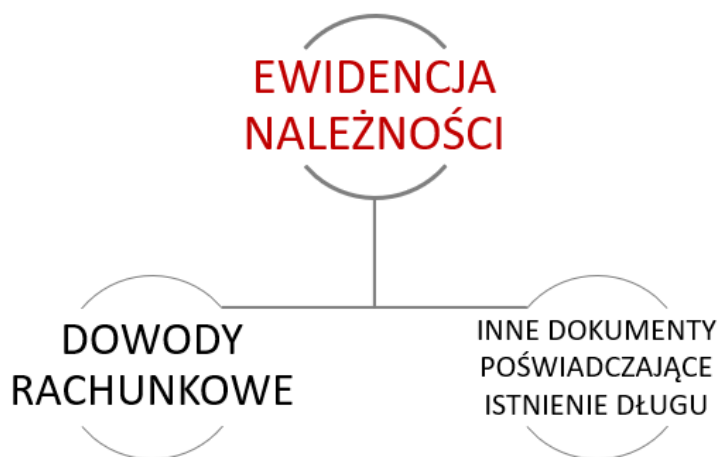 EWIDENCJA
NALEŻNOŚCI
DOWODY
RACHUNKOWE
INNE DOKUMENTY
POŚWIADCZAJĄCE
ISTNIENIE DŁUGU